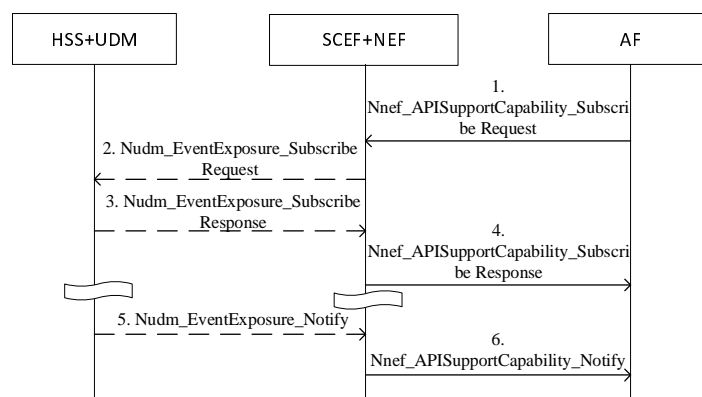 HSS+UDM
SCEF+NEF
AF
1.
Nnef_APISupportCapability_Subscri
be Request
2. Nudm_EventExposure_Subscribe
Request
3. Nudm_EventExposure_Subscribe
Response
4.
Nnef_APISupportCapability_Subscri
be Response
5. Nudm_EventExposure_Notify
6.
Nnef_APISupportCapability_Notify